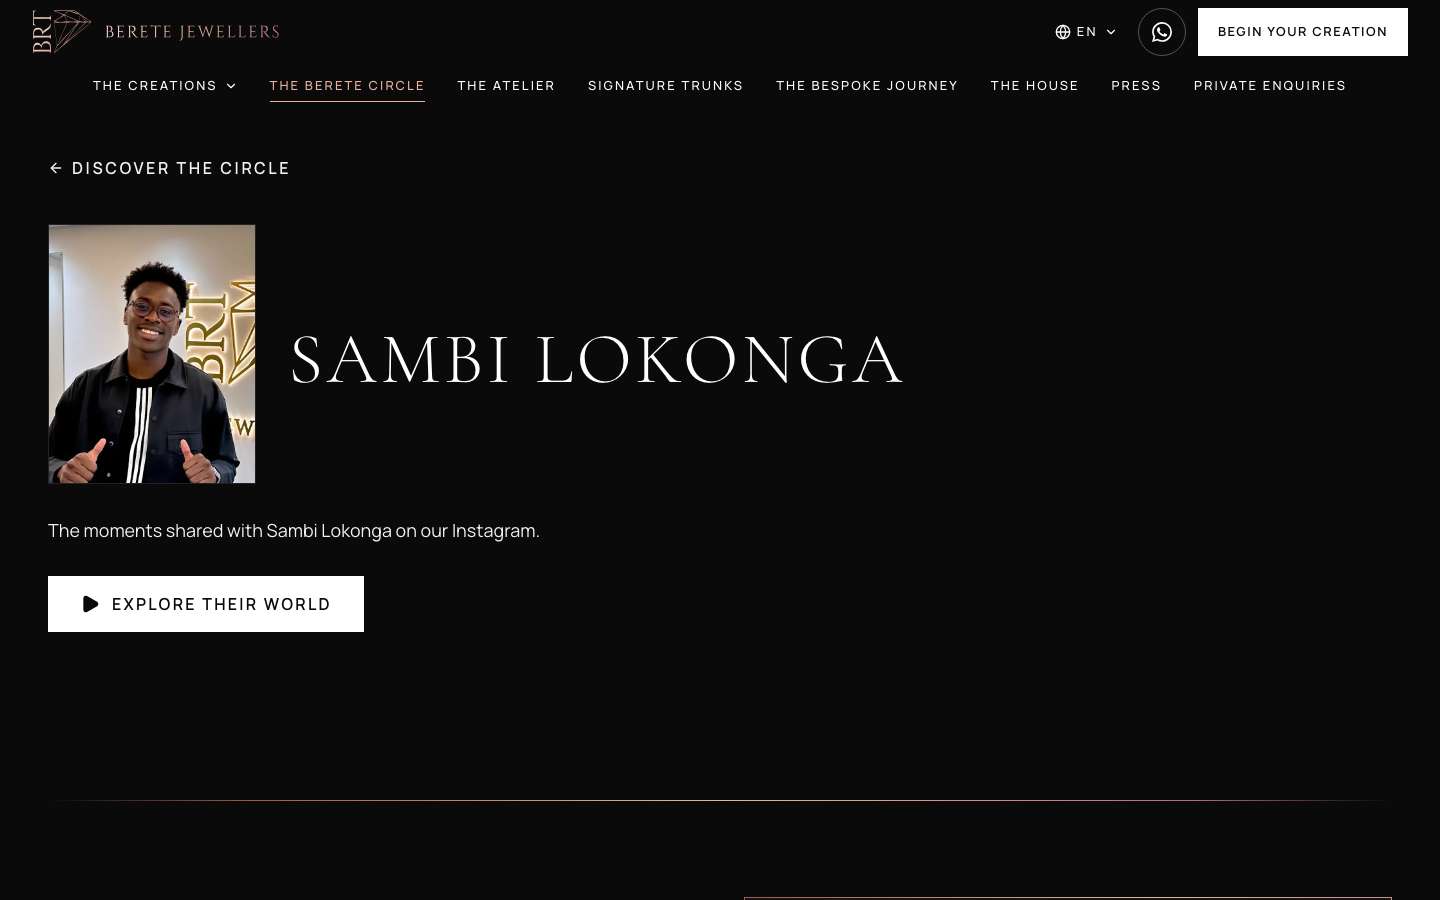 BRT
BERETE JEWELLERS
EN
BEGIN YOUR CREATION
THE CREATIONS
THE BERETE CIRCLE
THE ATELIER
SIGNATURE TRUNKS
THE BESPOKE JOURNEY
THE HOUSE
PRESS
PRIVATE ENQUIRIES
← DISCOVER THE CIRCLE
BRT
EW
SAMBI LOKONGA
The moments shared with Sambi Lokonga on our Instagram.
EXPLORE THEIR WORLD